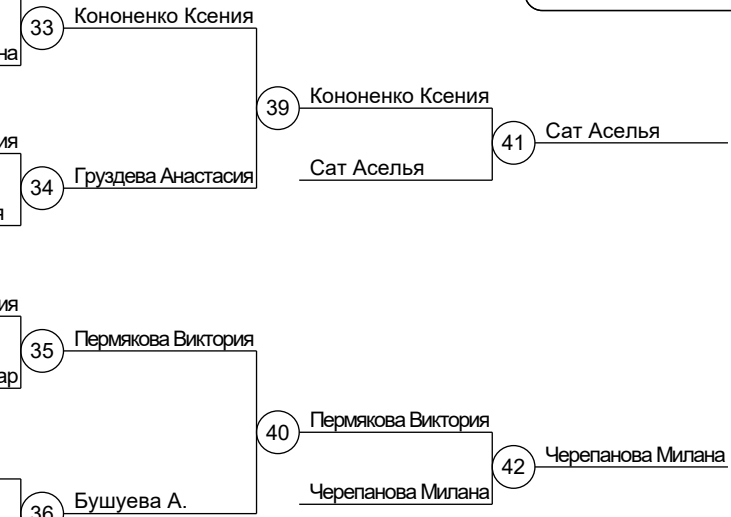 33
Кононенко Ксения
39
Кононенко Ксения
41
Сат Аселья
Сат Аселья
34
Груздева Анастасия
35
Пермякова Виктория
40
Пермякова Виктория
42
Черепанова Милана
Черепанова Милана
36
Бушуева А.